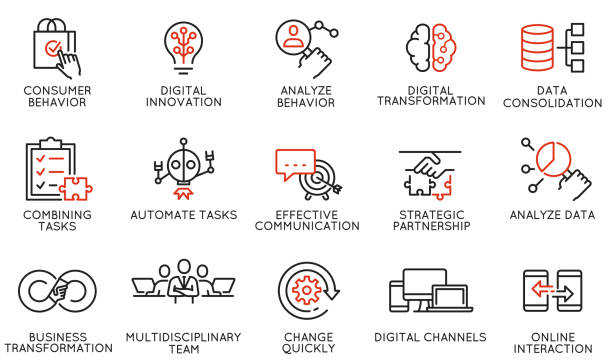 CONSUMER
BEHAVIOR
DIGITAL
INNOVATION
ANALYZE
BEHAVIOR
DIGITAL
TRANSFORMATION
DATA
CONSOLIDATION
COMBINING
TASKS
AUTOMATE TASKS
EFFECTIVE
COMMUNICATION
STRATEGIC
PARTNERSHIP
ANALYZE DATA
BUSINESS
TRANSFORMATION
MULTIDISCIPLINARY
TEAM
CHANGE
QUICKLY
DIGITAL CHANNELS
ONLINE
INTERACTION